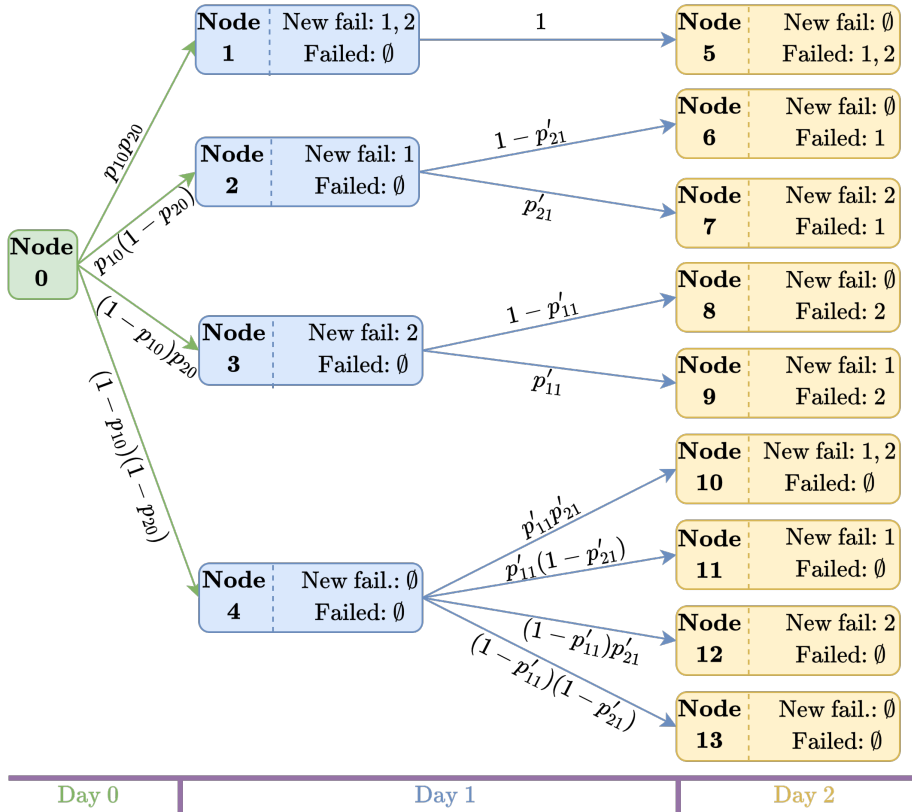 Node 0
p₁₀p₂₀
p₁₀(1 − p₂₀)
(1 − p₁₀)p₂₀
(1 − p₁₀)(1 − p₂₀)
Node 1
New fail: 1, 2
Failed: ∅
Node 2
New fail: 1
Failed: ∅
Node 3
New fail: 2
Failed: ∅
Node 4
New fail.: ∅
Failed: ∅
1
1 − p′₂₁
p′₂₁
1 − p′₁₁
p′₁₁
p′₁₁p′₂₁
p′₁₁(1 − p′₂₁)
(1 − p′₁₁)p′₂₁
(1 − p′₁₁)(1 − p′₂₁)
Node 5
New fail: ∅
Failed: 1, 2
Node 6
New fail: ∅
Failed: 1
Node 7
New fail: 2
Failed: 1
Node 8
New fail: ∅
Failed: 2
Node 9
New fail: 1
Failed: 2
Node 10
New fail: 1, 2
Failed: ∅
Node 11
New fail: 1
Failed: ∅
Node 12
New fail: 2
Failed: ∅
Node 13
New fail.: ∅
Failed: ∅
Day 0
Day 1
Day 2